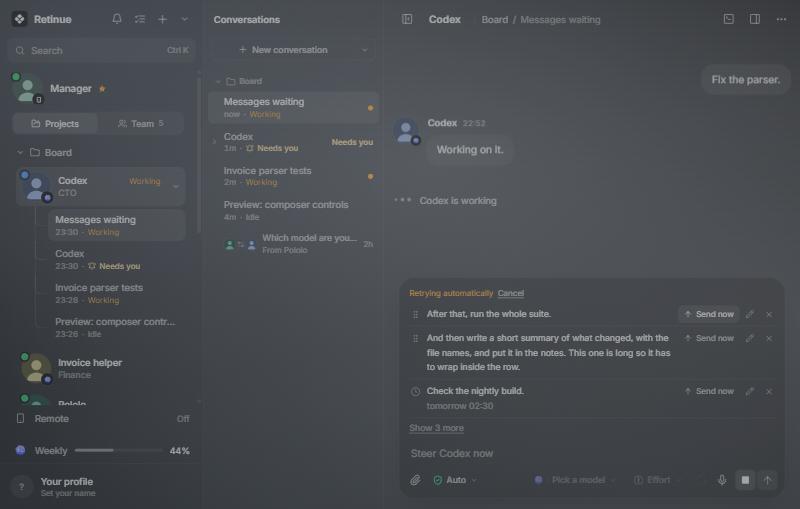 Retinue
Search
Ctrl K
Manager
Projects
Team 5
Board
Codex
Working
CTO
Messages waiting
23:30 · Working
Codex
23:30 · Needs you
Invoice parser tests
23:28 · Working
Preview: composer contr...
23:26 · Idle
Invoice helper
Finance
Pololo
Remote
Off
Weekly
44%
?
Your profile
Set your name
Conversations
New conversation
Board
Messages waiting
now · Working
Codex
1m · Needs you
Needs you
Invoice parser tests
2m · Working
Preview: composer controls
4m · Idle
Which model are you...
From Pololo
2h
Codex
Board / Messages waiting
Fix the parser.
Codex 22:52
Working on it.
Codex is working
Retrying automatically Cancel
After that, run the whole suite.
Send now
And then write a short summary of what changed, with the
file names, and put it in the notes. This one is long so it has
to wrap inside the row.
Send now
Check the nightly build.
tomorrow 02:30
Send now
Show 3 more
Steer Codex now
Auto
Pick a model
Effort